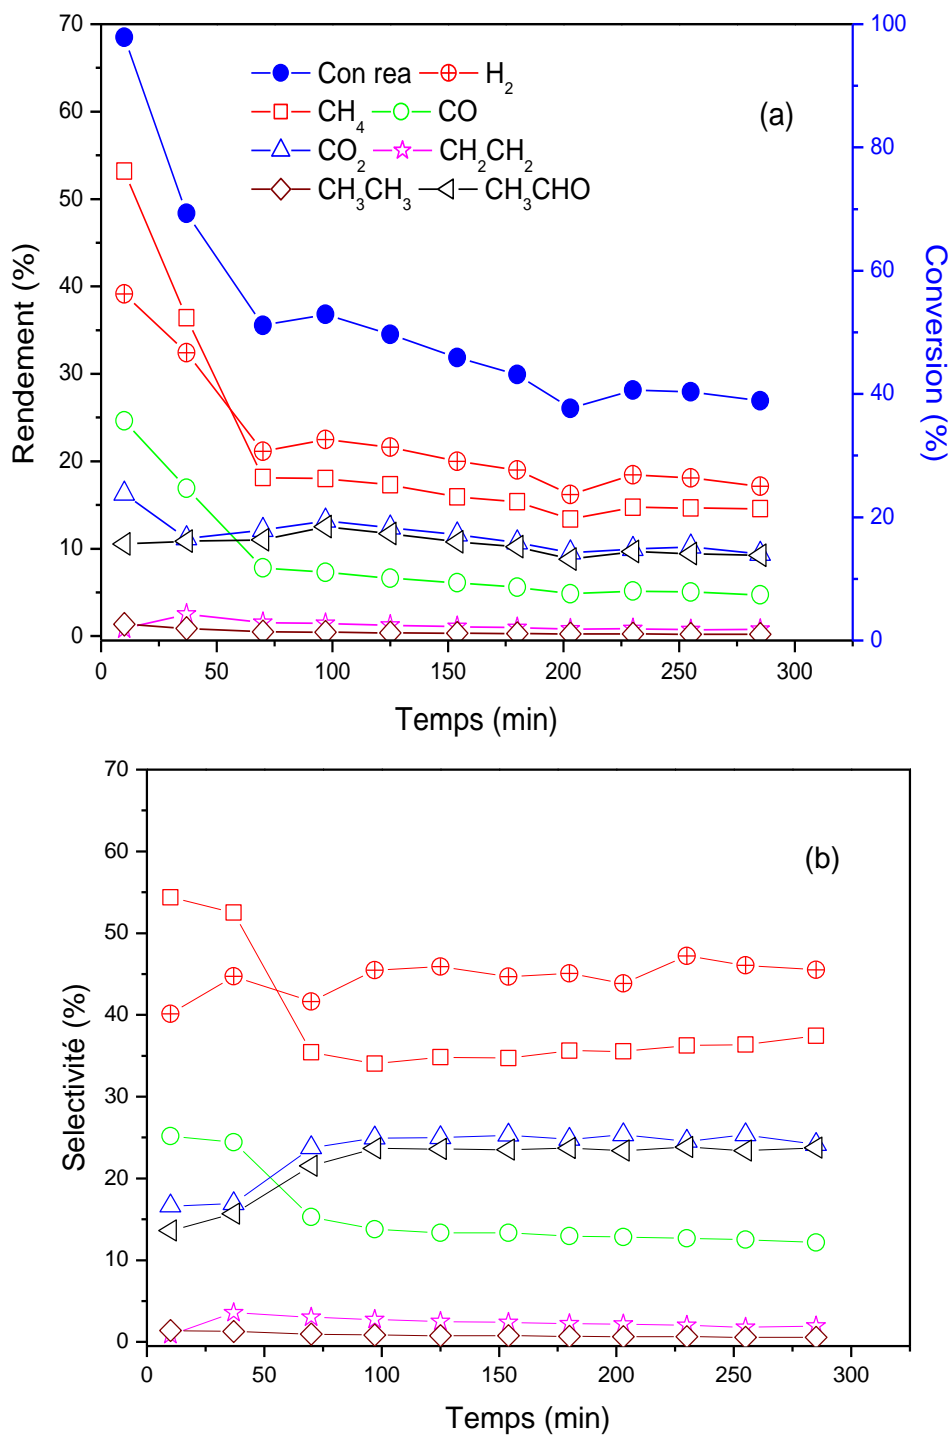 70
100
60
80
50
60
40
30
40
20
20
10
0
0
Rendement (%)
Conversion (%)
Con rea H₂
CH₄ CO
CO₂ CH₂CH₂
CH₃CH₃ CH₃CHO
(a)
0 50 100 150 200 250 300
Temps (min)
70
60
50
40
30
20
10
0
Selectivité (%)
(b)
0 50 100 150 200 250 300
Temps (min)